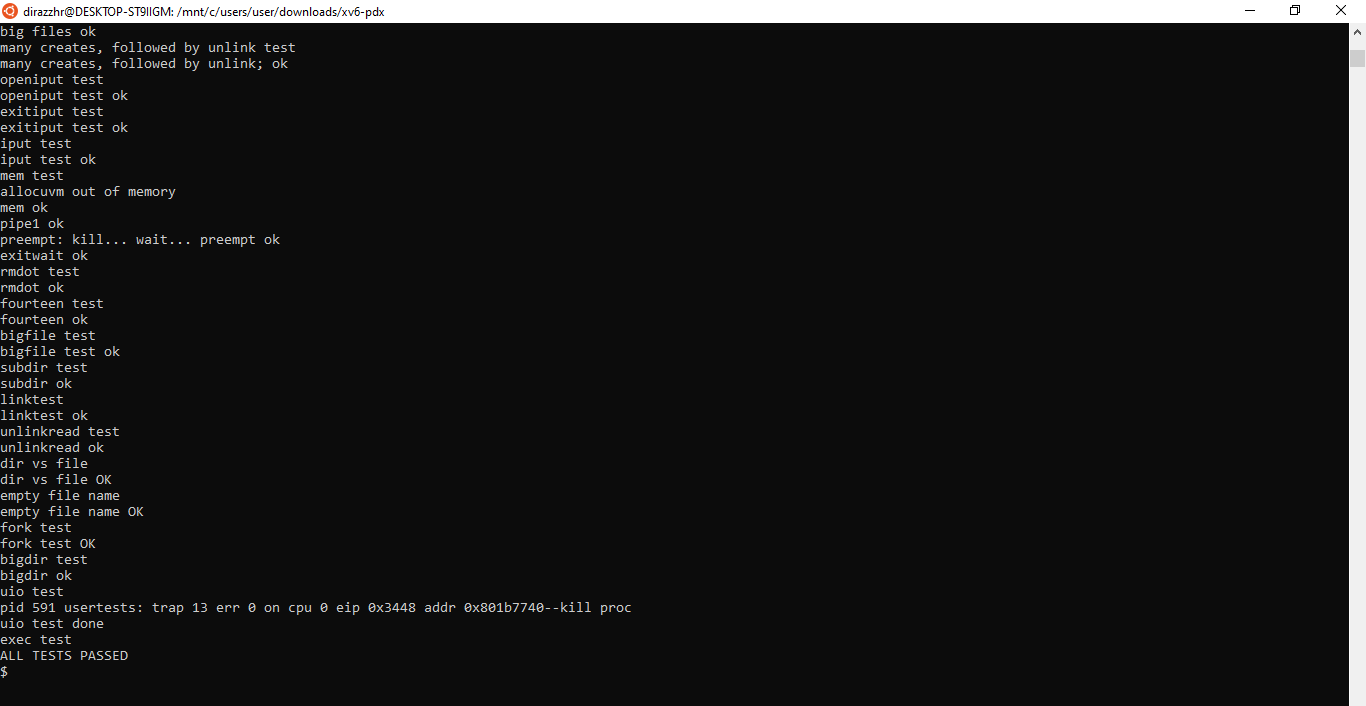 dirazzhr@DESKTOP-ST9IIGM: /mnt/c/users/user/downloads/xv6-pdx
big files ok
many creates, followed by unlink test
many creates, followed by unlink; ok
openiput test
openiput test ok
exitiput test
exitiput test ok
iput test
iput test ok
mem test
allocuvm out of memory
mem ok
pipe1 ok
preempt: kill... wait... preempt ok
exitwait ok
rmdot test
rmdot ok
fourteen test
fourteen ok
bigfile test
bigfile test ok
subdir test
subdir ok
linktest
linktest ok
unlinkread test
unlinkread ok
dir vs file
dir vs file OK
empty file name
empty file name OK
fork test
fork test OK
bigdir test
bigdir ok
uio test
pid 591 usertests: trap 13 err 0 on cpu 0 eip 0x3448 addr 0x801b7740--kill proc
uio test done
exec test
ALL TESTS PASSED
$